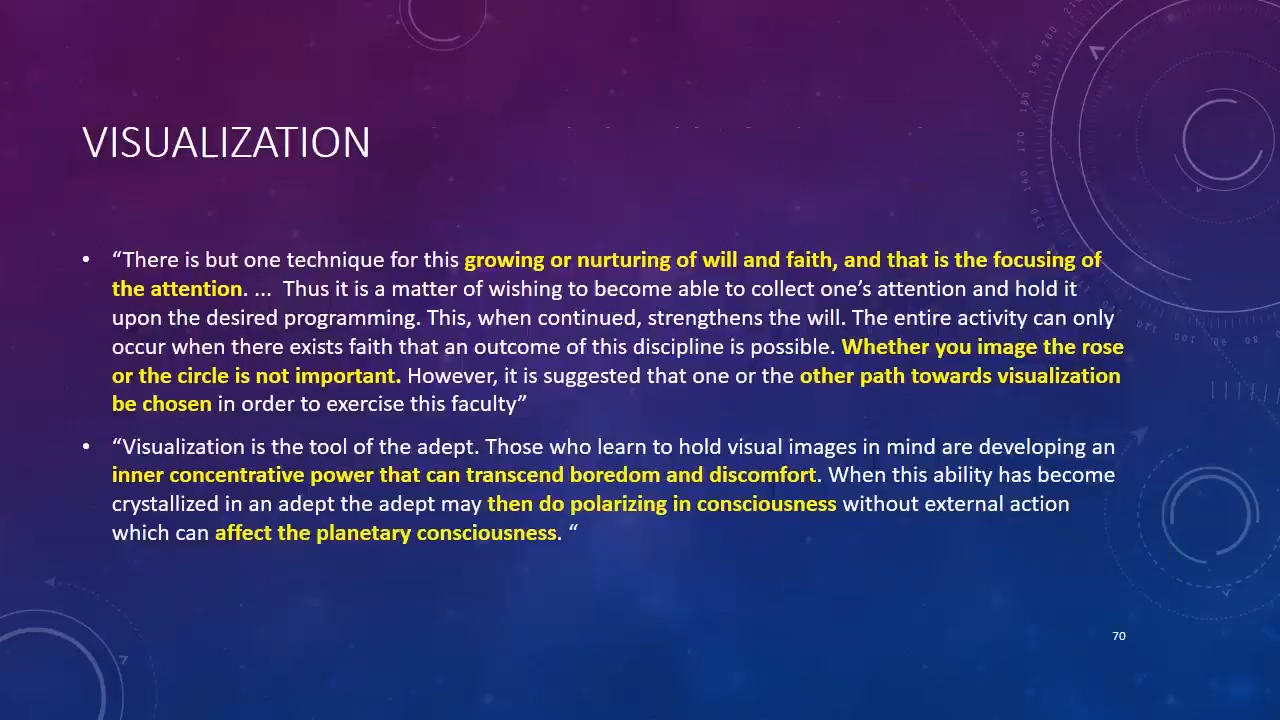 VISUALIZATION
• “There is but one technique for this growing or nurturing of will and faith, and that is the focusing of
the attention. ... Thus it is a matter of wishing to become able to collect one’s attention and hold it
upon the desired programming. This, when continued, strengthens the will. The entire activity can only
occur when there exists faith that an outcome of this discipline is possible. Whether you image the rose
or the circle is not important. However, it is suggested that one or the other path towards visualization
be chosen in order to exercise this faculty”
• “Visualization is the tool of the adept. Those who learn to hold visual images in mind are developing an
inner concentrative power that can transcend boredom and discomfort. When this ability has become
crystallized in an adept the adept may then do polarizing in consciousness without external action
which can affect the planetary consciousness. “
70